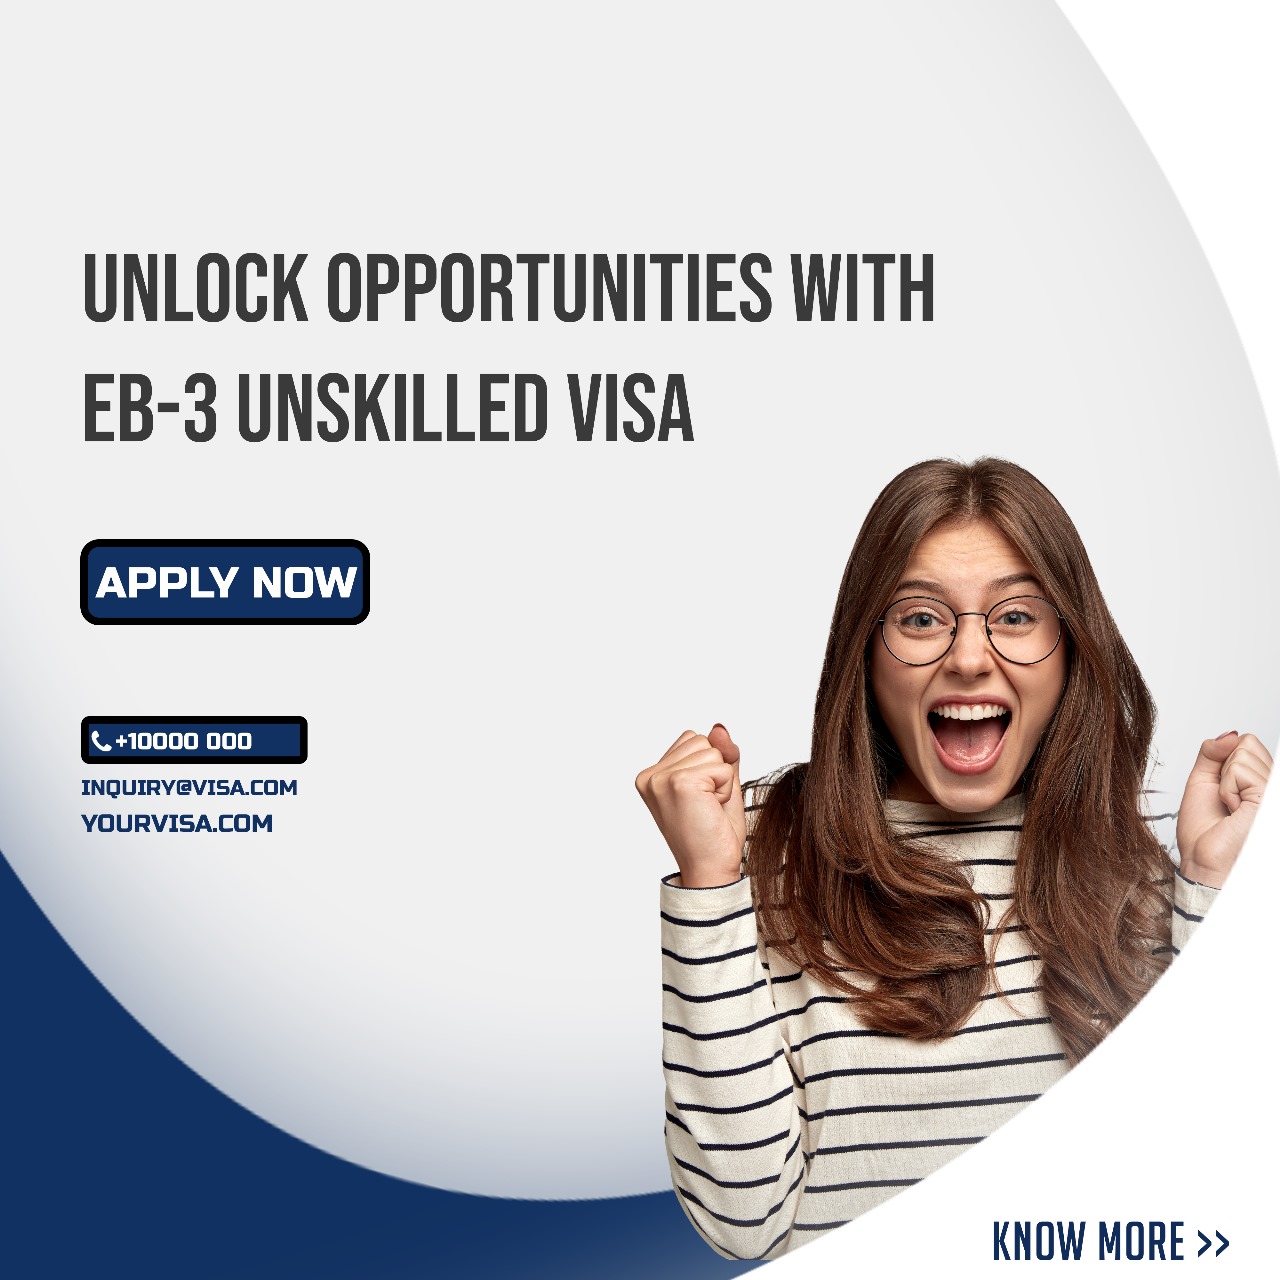 UNLOCK OPPORTUNITIES WITH
EB-3 UNSKILLED VISA
APPLY NOW
+10000 000
INQUIRY@VISA.COM
YOURVISA.COM
KNOW MORE >>